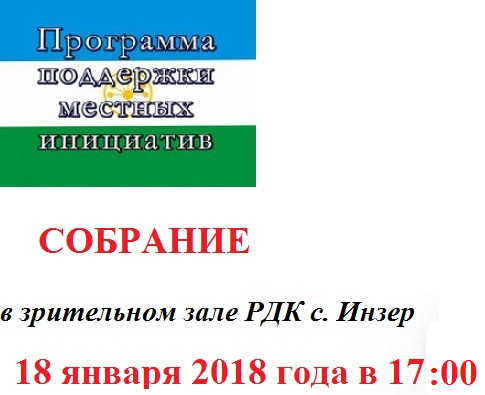 Программа
поддержки
местных
инициатив
СОБРАНИЕ
в зрительном зале РДК с. Инзер
18 января 2018 года в 17:00